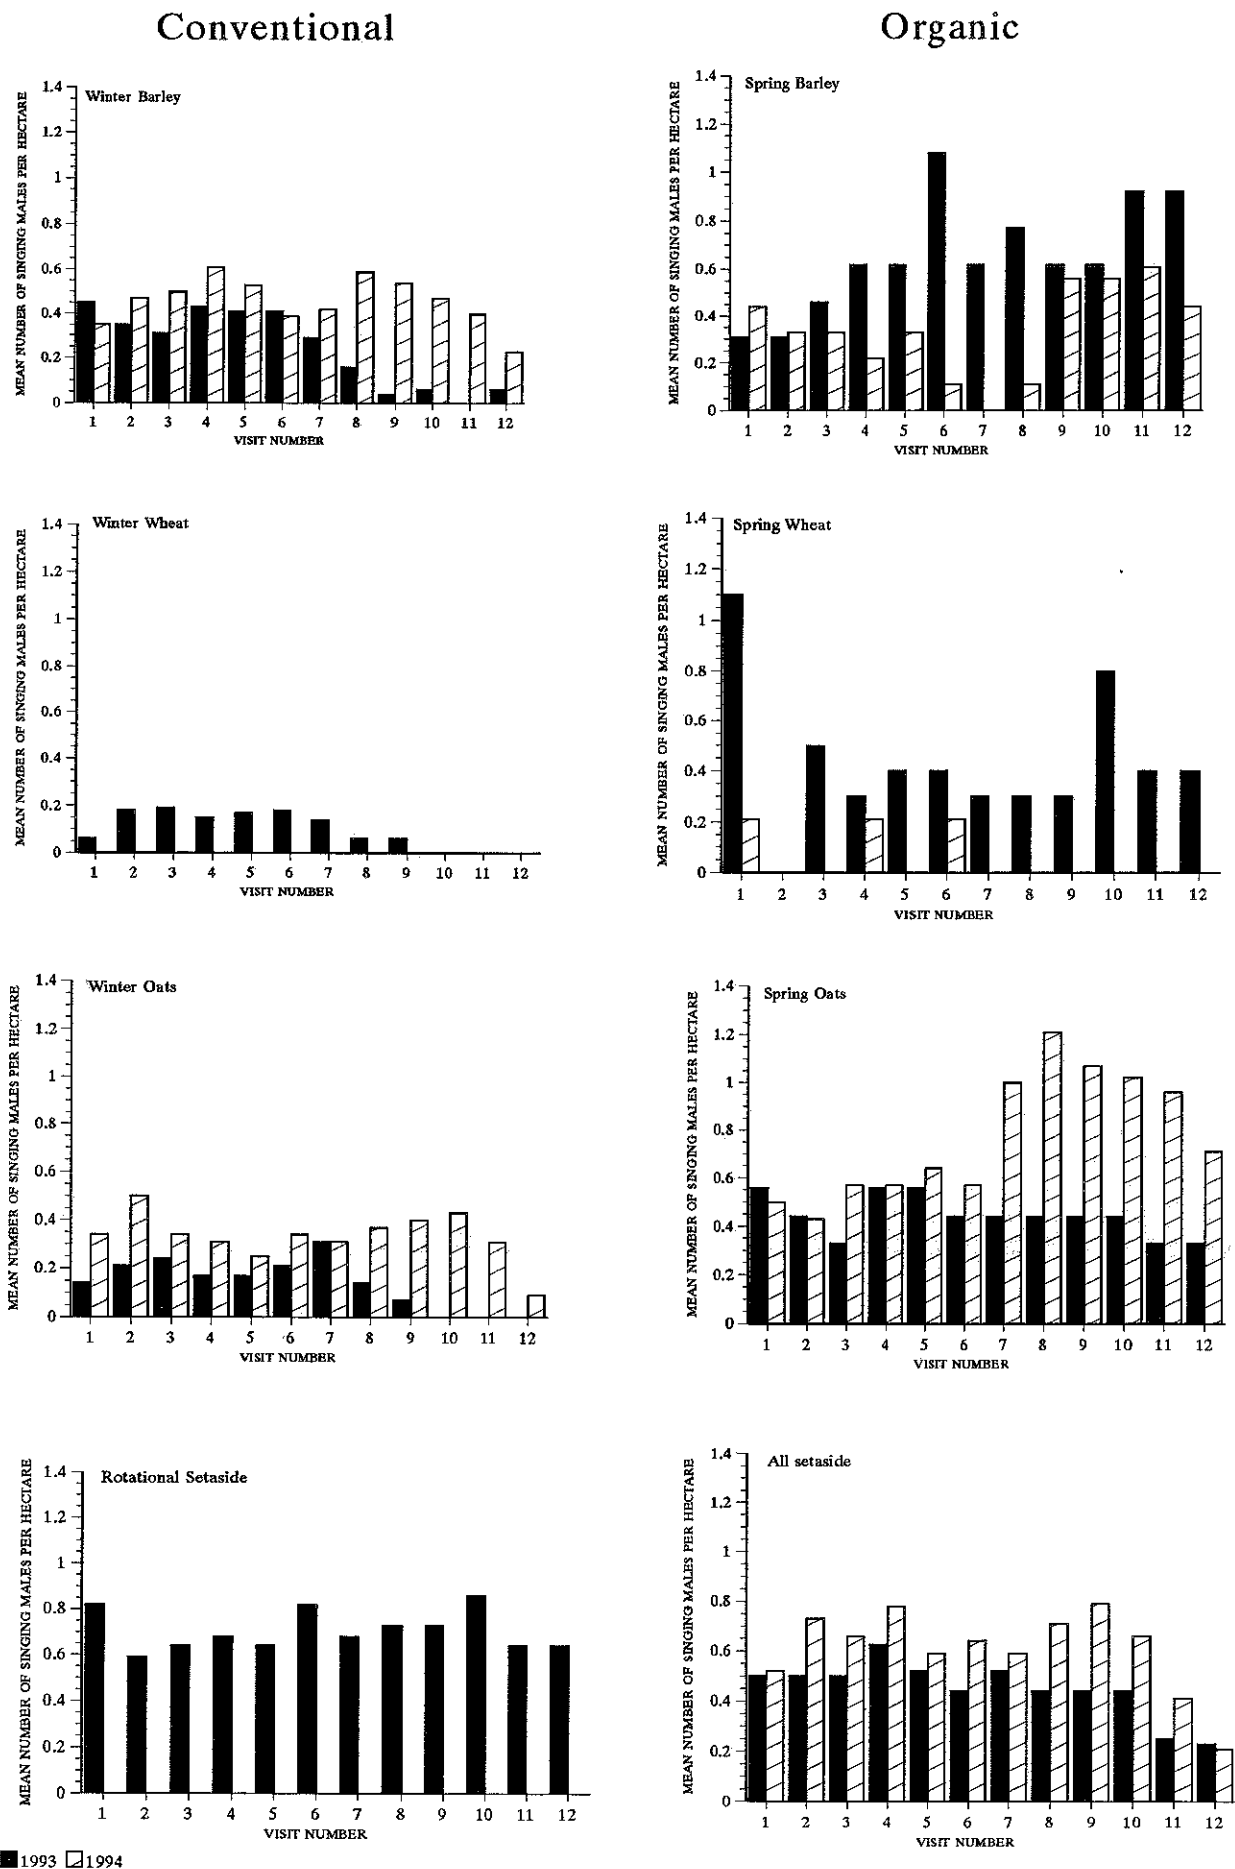 Conventional
Organic
MEAN NUMBER OF SINGING MALES PER HECTARE
1.4
1.2
1
0.8
0.6
0.4
0.2
0
Winter Barley
1 2 3 4 5 6 7 8 9 10 11 12
VISIT NUMBER
MEAN NUMBER OF SINGING MALES PER HECTARE
1.4
1.2
1
0.8
0.6
0.4
0.2
0
Spring Barley
1 2 3 4 5 6 7 8 9 10 11 12
VISIT NUMBER
MEAN NUMBER OF SINGING MALES PER HECTARE
1.4
1.2
1
0.8
0.6
0.4
0.2
0
Winter Wheat
1 2 3 4 5 6 7 8 9 10 11 12
VISIT NUMBER
MEAN NUMBER OF SINGING MALES PER HECTARE
1.4
1.2
1
0.8
0.6
0.4
0.2
0
Spring Wheat
1 2 3 4 5 6 7 8 9 10 11 12
VISIT NUMBER
MEAN NUMBER OF SINGING MALES PER HECTARE
1.4
1.2
1
0.8
0.6
0.4
0.2
0
Winter Oats
1 2 3 4 5 6 7 8 9 10 11 12
VISIT NUMBER
MEAN NUMBER OF SINGING MALES PER HECTARE
1.4
1.2
1
0.8
0.6
0.4
0.2
0
Spring Oats
1 2 3 4 5 6 7 8 9 10 11 12
VISIT NUMBER
MEAN NUMBER OF SINGING MALES PER HECTARE
1.4
1.2
1
0.8
0.6
0.4
0.2
0
Rotational Setaside
1 2 3 4 5 6 7 8 9 10 11 12
VISIT NUMBER
MEAN NUMBER OF SINGING MALES PER HECTARE
1.4
1.2
1
0.8
0.6
0.4
0.2
0
All setaside
1 2 3 4 5 6 7 8 9 10 11 12
VISIT NUMBER
1993 1994